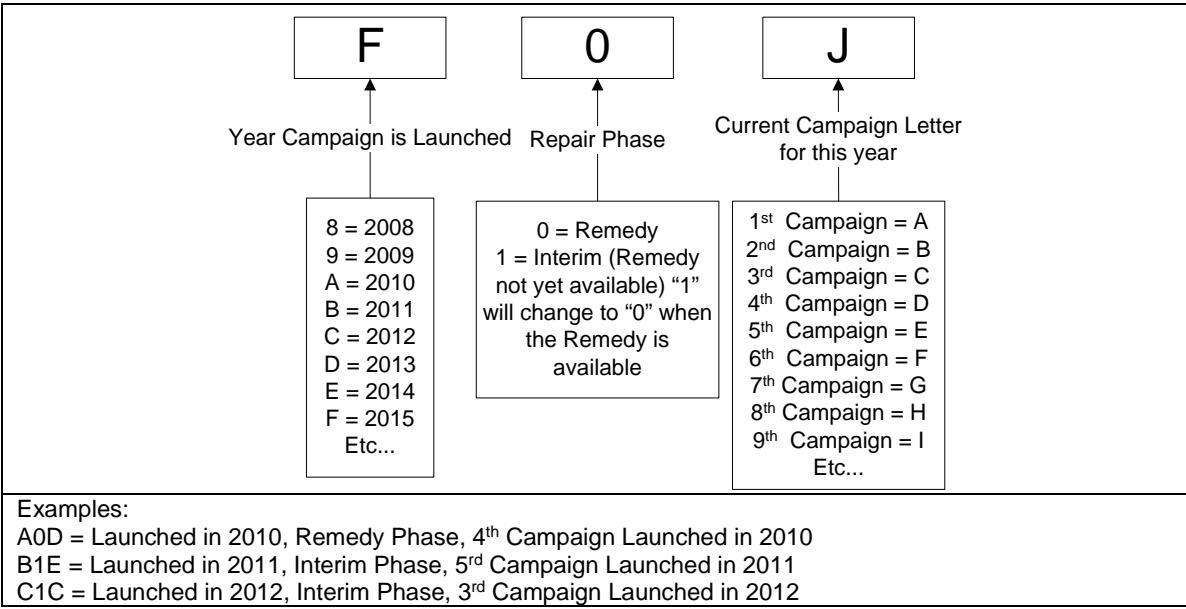 F
0
J
Year Campaign is Launched
Repair Phase
Current Campaign Letter
for this year
8 = 2008
9 = 2009
A = 2010
B = 2011
C = 2012
D = 2013
E = 2014
F = 2015
Etc...
0 = Remedy
1 = Interim (Remedy
not yet available) “1”
will change to “0” when
the Remedy is
available
1st Campaign = A
2nd Campaign = B
3rd Campaign = C
4th Campaign = D
5th Campaign = E
6th Campaign = F
7th Campaign = G
8th Campaign = H
9th Campaign = I
Etc...
Examples:
A0D = Launched in 2010, Remedy Phase, 4th Campaign Launched in 2010
B1E = Launched in 2011, Interim Phase, 5rd Campaign Launched in 2011
C1C = Launched in 2012, Interim Phase, 3rd Campaign Launched in 2012